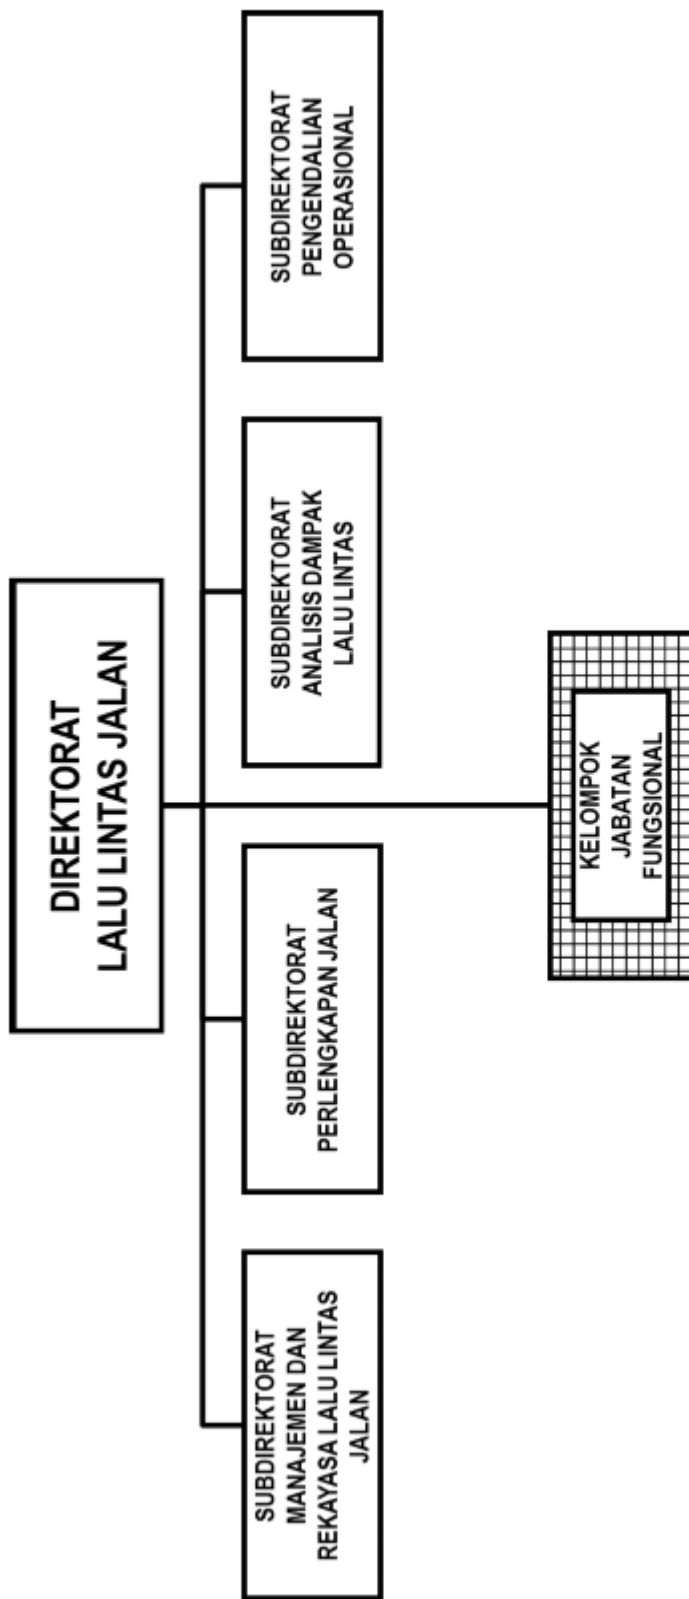 DIREKTORAT
LALU LINTAS JALAN
SUBDIREKTORAT
MANAJEMEN DAN
REKAYASA LALU LINTAS
JALAN
SUBDIREKTORAT
PERLENGKAPAN JALAN
SUBDIREKTORAT
ANALISIS DAMPAK
LALU LINTAS
SUBDIREKTORAT
PENGENDALIAN
OPERASIONAL
KELOMPOK
JABATAN
FUNGSIONAL